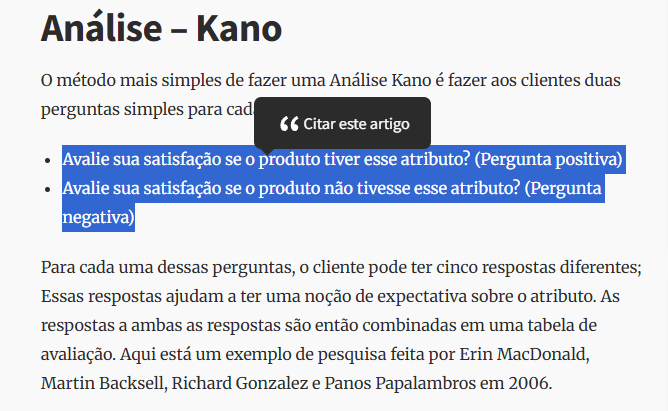 Análise – Kano
O método mais simples de fazer uma Análise Kano é fazer aos clientes duas
perguntas simples para cada
Citar este artigo
• Avalie sua satisfação se o produto tiver esse atributo? (Pergunta positiva)
• Avalie sua satisfação se o produto não tivesse esse atributo? (Pergunta
negativa)
Para cada uma dessas perguntas, o cliente pode ter cinco respostas diferentes;
Essas respostas ajudam a ter uma noção de expectativa sobre o atributo. As
respostas a ambas as respostas são então combinadas em uma tabela de
avaliação. Aqui está um exemplo de pesquisa feita por Erin MacDonald,
Martin Backsell, Richard Gonzalez e Panos Papalambros em 2006.